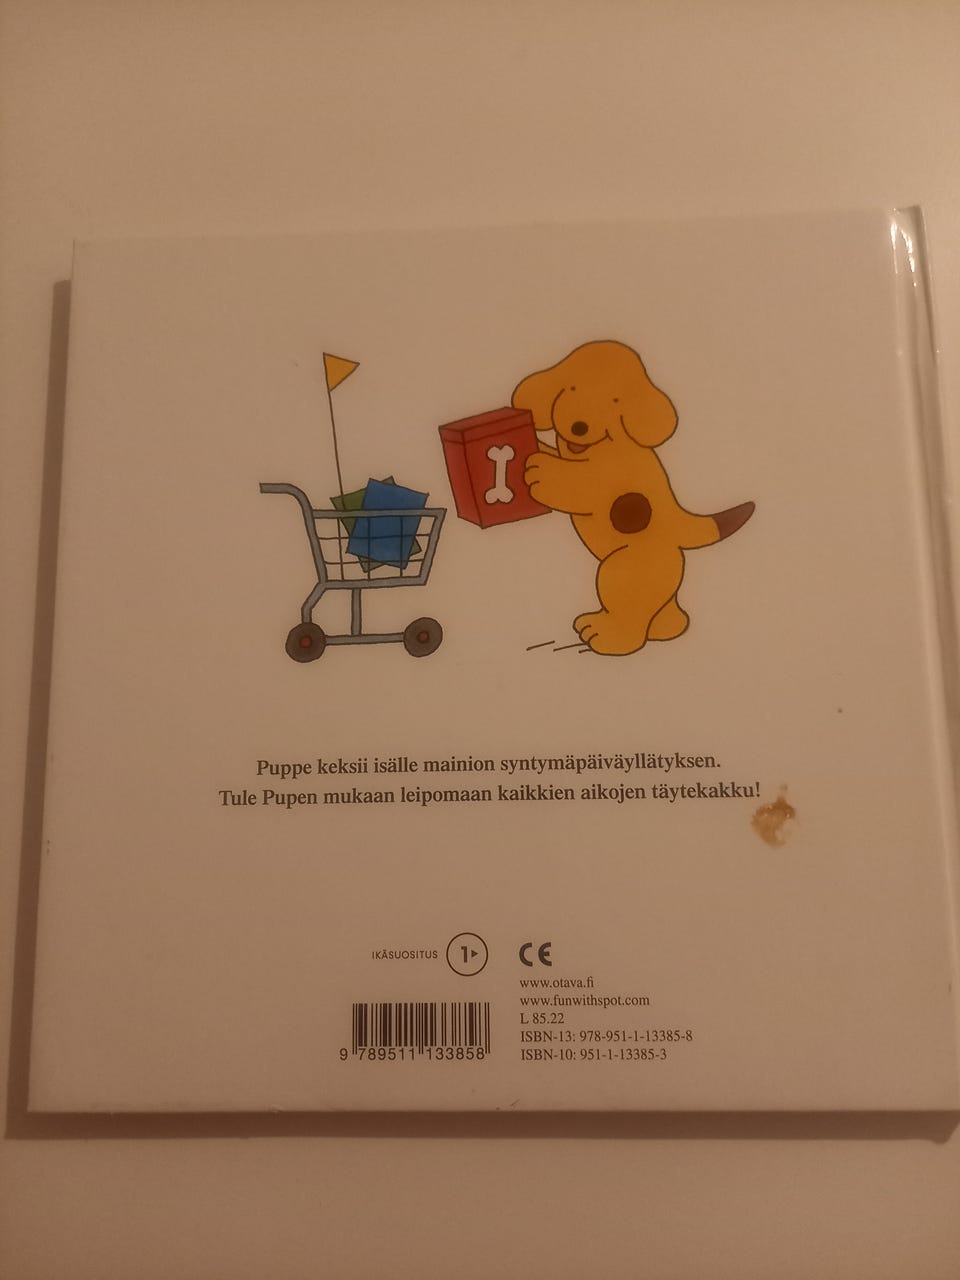 Puppe keksii isälle mainion syntymäpäiväyllätyksen.
Tule Pupen mukaan leipomaan kaikkien aikojen täytekakku!
IKÄSUOSITUS 1
CE
www.otava.fi
www.funwithspot.com
L 85.22
ISBN-13: 978-951-1-13385-8
ISBN-10: 951-1-13385-3
9 789511 133858